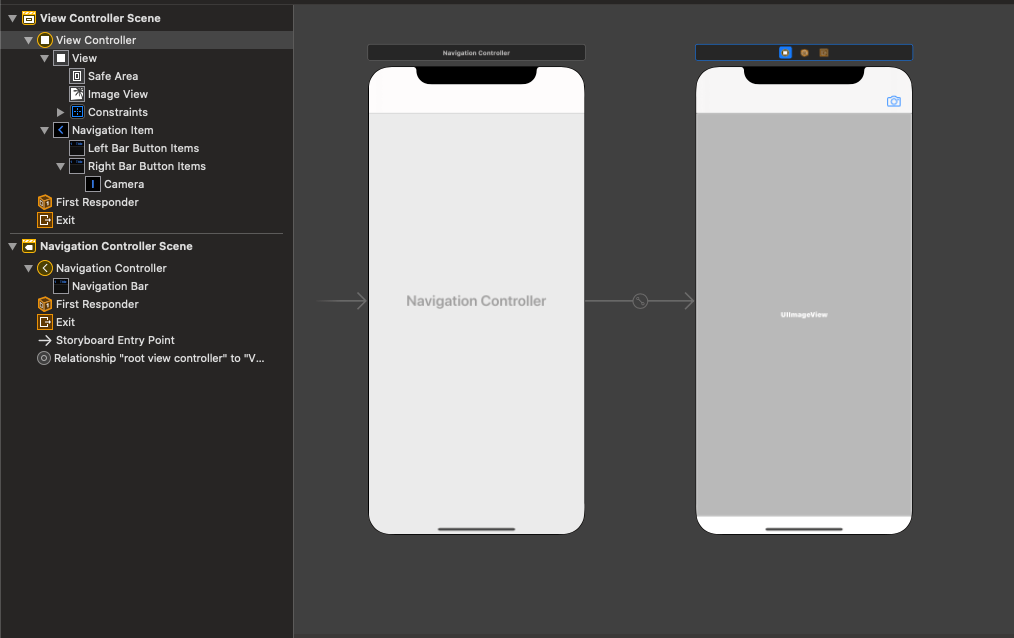 View Controller Scene
View Controller
View
Safe Area
Image View
Constraints
Navigation Item
Left Bar Button Items
Right Bar Button Items
Camera
First Responder
Exit
Navigation Controller Scene
Navigation Controller
Navigation Bar
First Responder
Exit
Storyboard Entry Point
Relationship "root view controller" to "V...
Navigation Controller
Navigation Controller
UIImageView